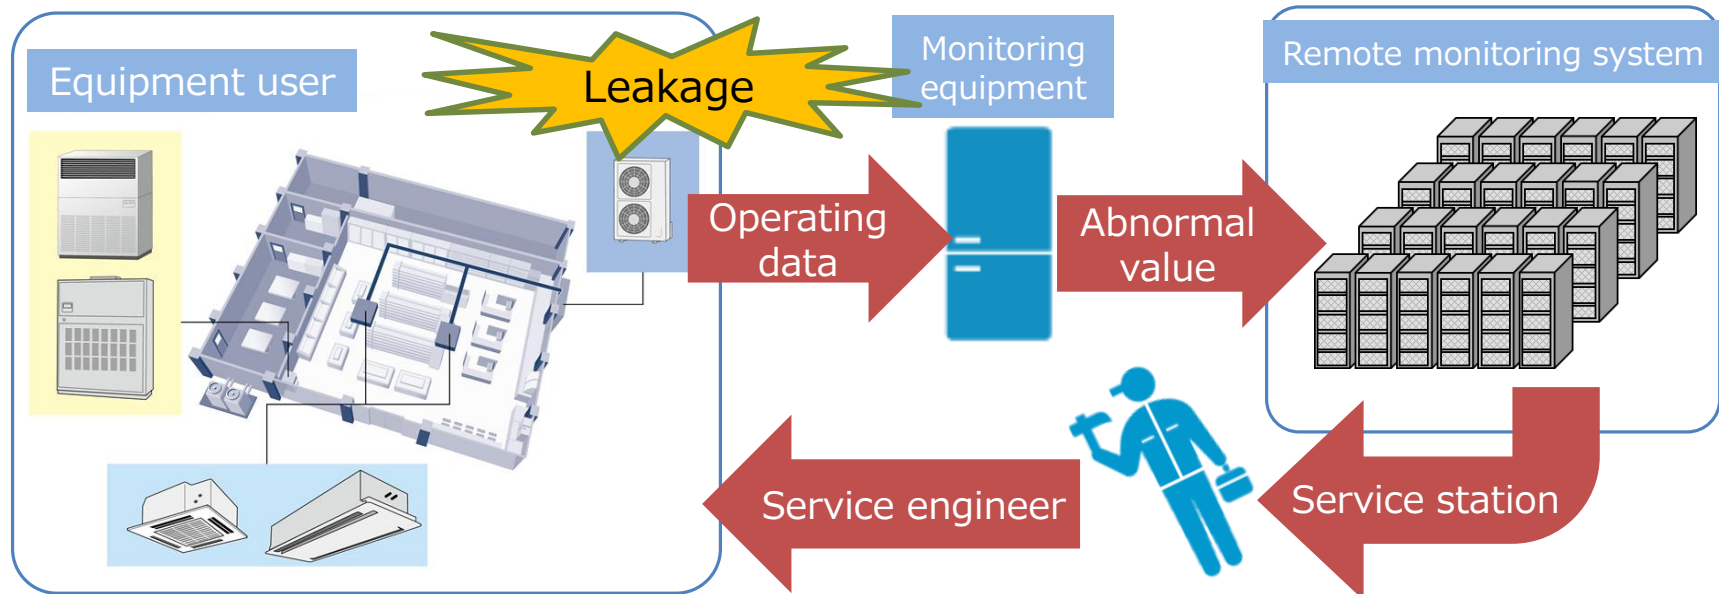 Equipment user
Leakage
Monitoring
equipment
Remote monitoring system
Operating
data
Abnormal
value
Service engineer
Service station